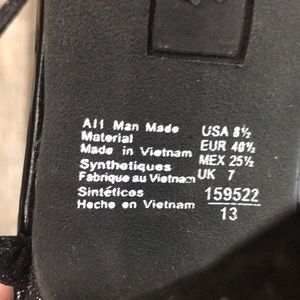 All Man Made
Material
Made in Vietnam
Synthetiques
Fabrique au Vietnam
Sintéticos
Hecho en Vietnam
USA 8½
EUR 40½
MEX 25½
UK 7
159522
13